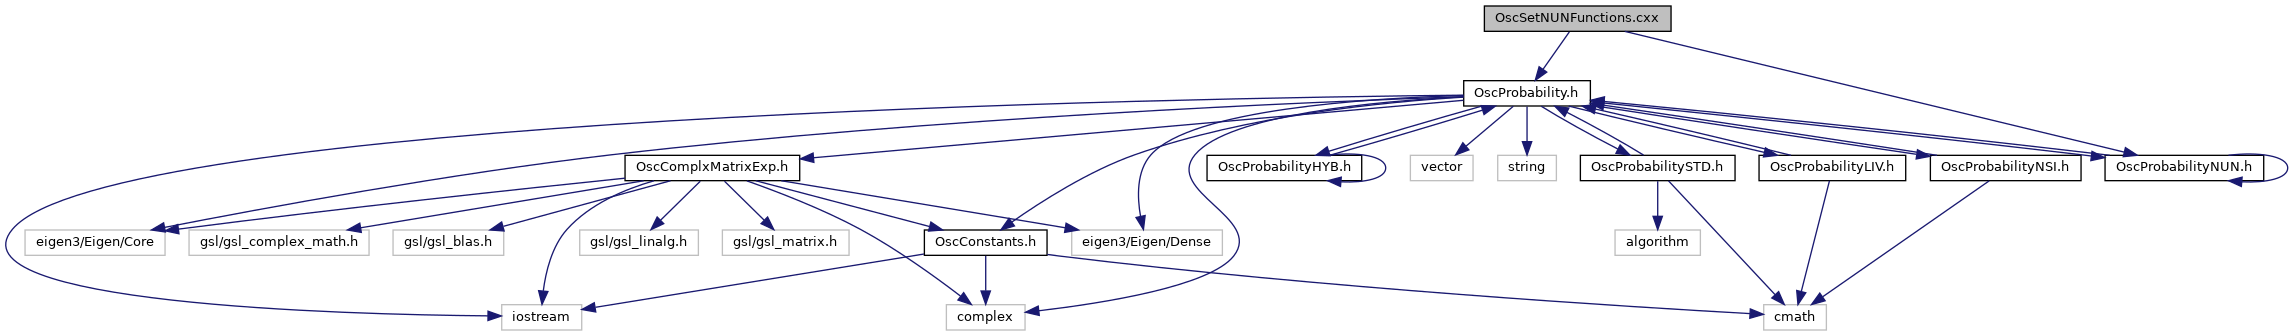 OscSetNUNFunctions.cxx
OscProbability.h
OscComplxMatrixExp.h
OscProbabilityHYB.h
vector
string
OscProbabilitySTD.h
OscProbabilityLIV.h
OscProbabilityNSI.h
OscProbabilityNUN.h
eigen3/Eigen/Core
gsl/gsl_complex_math.h
gsl/gsl_blas.h
gsl/gsl_linalg.h
gsl/gsl_matrix.h
OscConstants.h
eigen3/Eigen/Dense
algorithm
iostream
complex
cmath